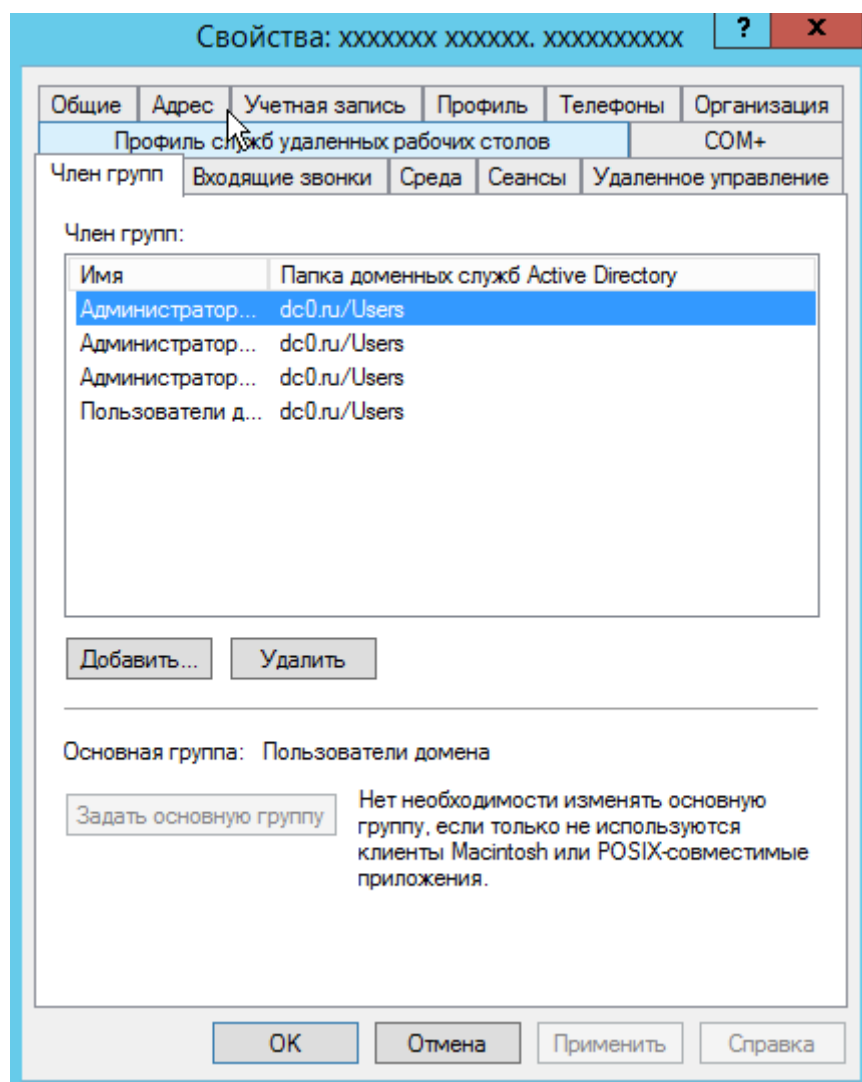 Свойства: xxxxxxx xxxxxx. xxxxxxxxxxx ? x
Общие Адрес Учетная запись Профиль Телефоны Организация
Профиль служб удаленных рабочих столов COM+
Член групп Входящие звонки Среда Сеансы Удаленное управление
Член групп:
Имя Папка доменных служб Active Directory
Администратор... dc0.ru/Users
Администратор... dc0.ru/Users
Администратор... dc0.ru/Users
Пользователи д... dc0.ru/Users
Добавить... Удалить
Основная группа: Пользователи домена
Задать основную группу
Нет необходимости изменять основную
группу, если только не используются
клиенты Macintosh или POSIX-совместимые
приложения.
OK Отмена Применить Справка